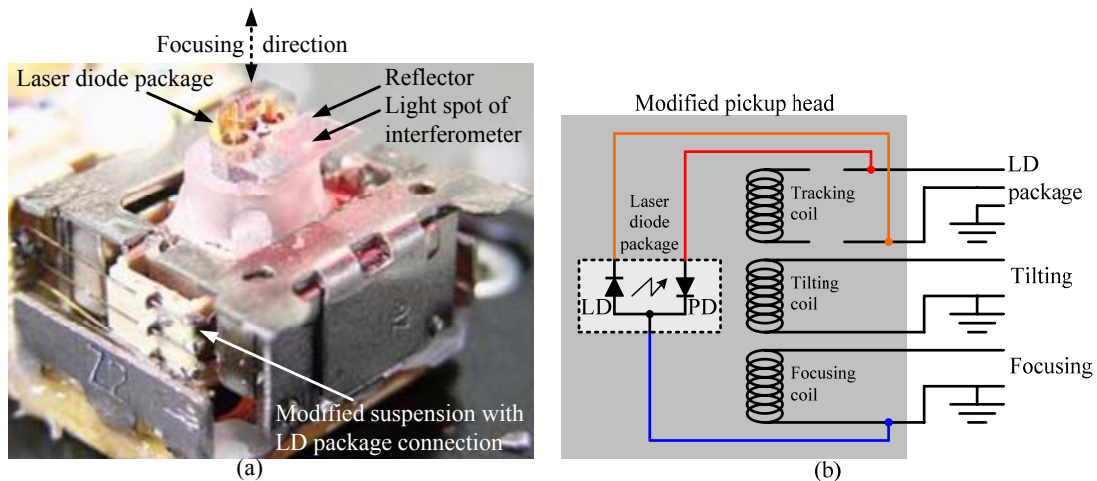 Focusing direction
Laser diode package
Reflector
Light spot of
interferometer
Modified suspension with
LD package connection
(a)
Modified pickup head
LD
package
Tracking
coil
Laser
diode
package
Tilting
Tilting
coil
LD
PD
Focusing
Focusing
coil
(b)